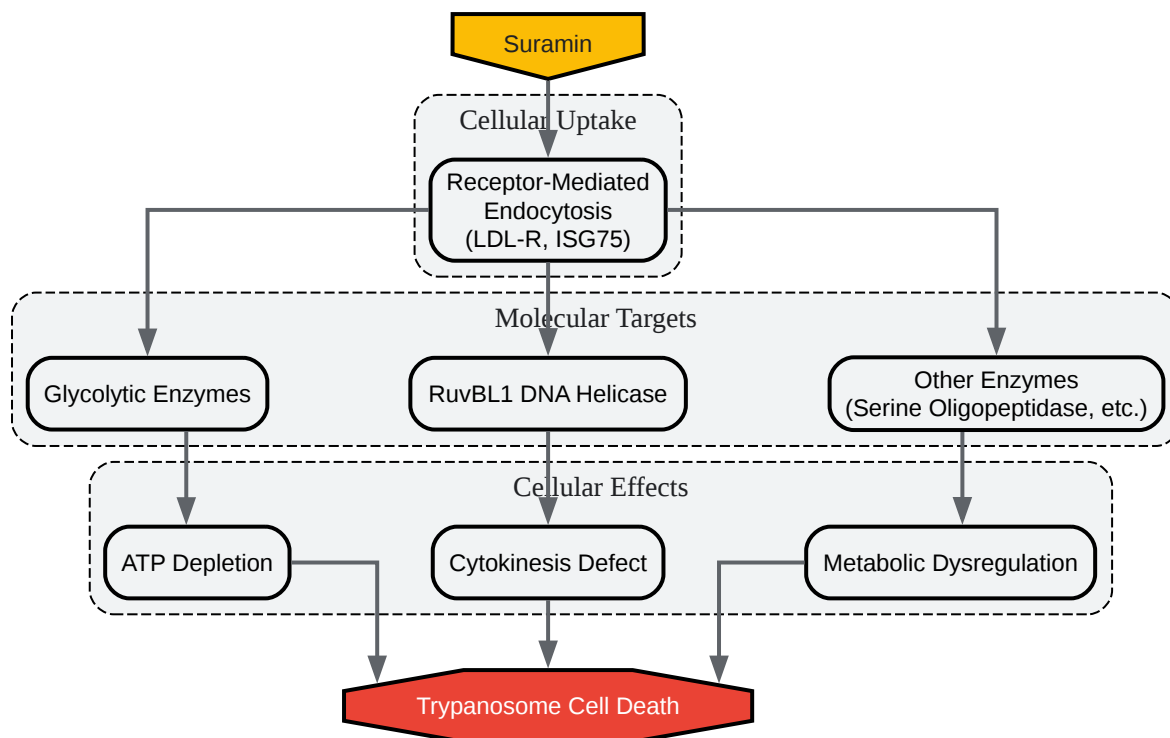 Suramin
Cellular Uptake
Receptor-Mediated
Endocytosis
(LDL-R, ISG75)
Molecular Targets
Glycolytic Enzymes
RuvBL1 DNA Helicase
Other Enzymes
(Serine Oligopeptidase, etc.)
Cellular Effects
ATP Depletion
Cytokinesis Defect
Metabolic Dysregulation
Trypanosome Cell Death